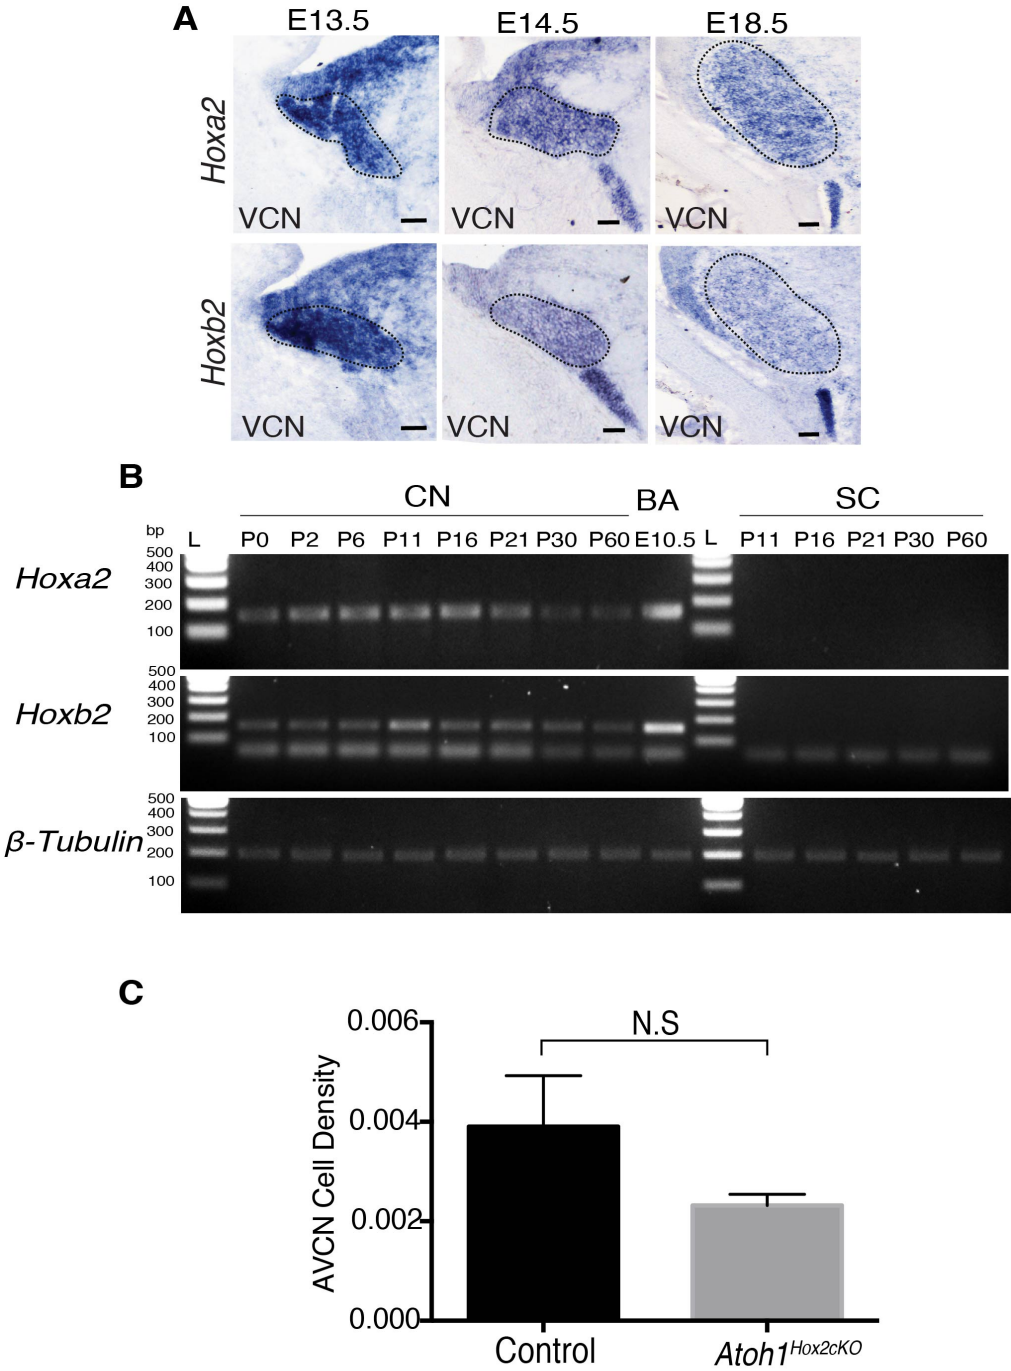 A
E13.5 E14.5 E18.5
Hoxa2
VCN VCN VCN
Hoxb2
VCN VCN VCN
B
CN BA SC
bp L P0 P2 P6 P11 P16 P21 P30 P60 E10.5 L P11 P16 P21 P30 P60
Hoxa2
500
400
300
200
100
Hoxb2
500
400
300
200
100
β-Tubulin
500
400
300
200
100
C
N.S
AVCN Cell Density
0.006
0.004
0.002
0.000
Control Atoh1Hox2cKO